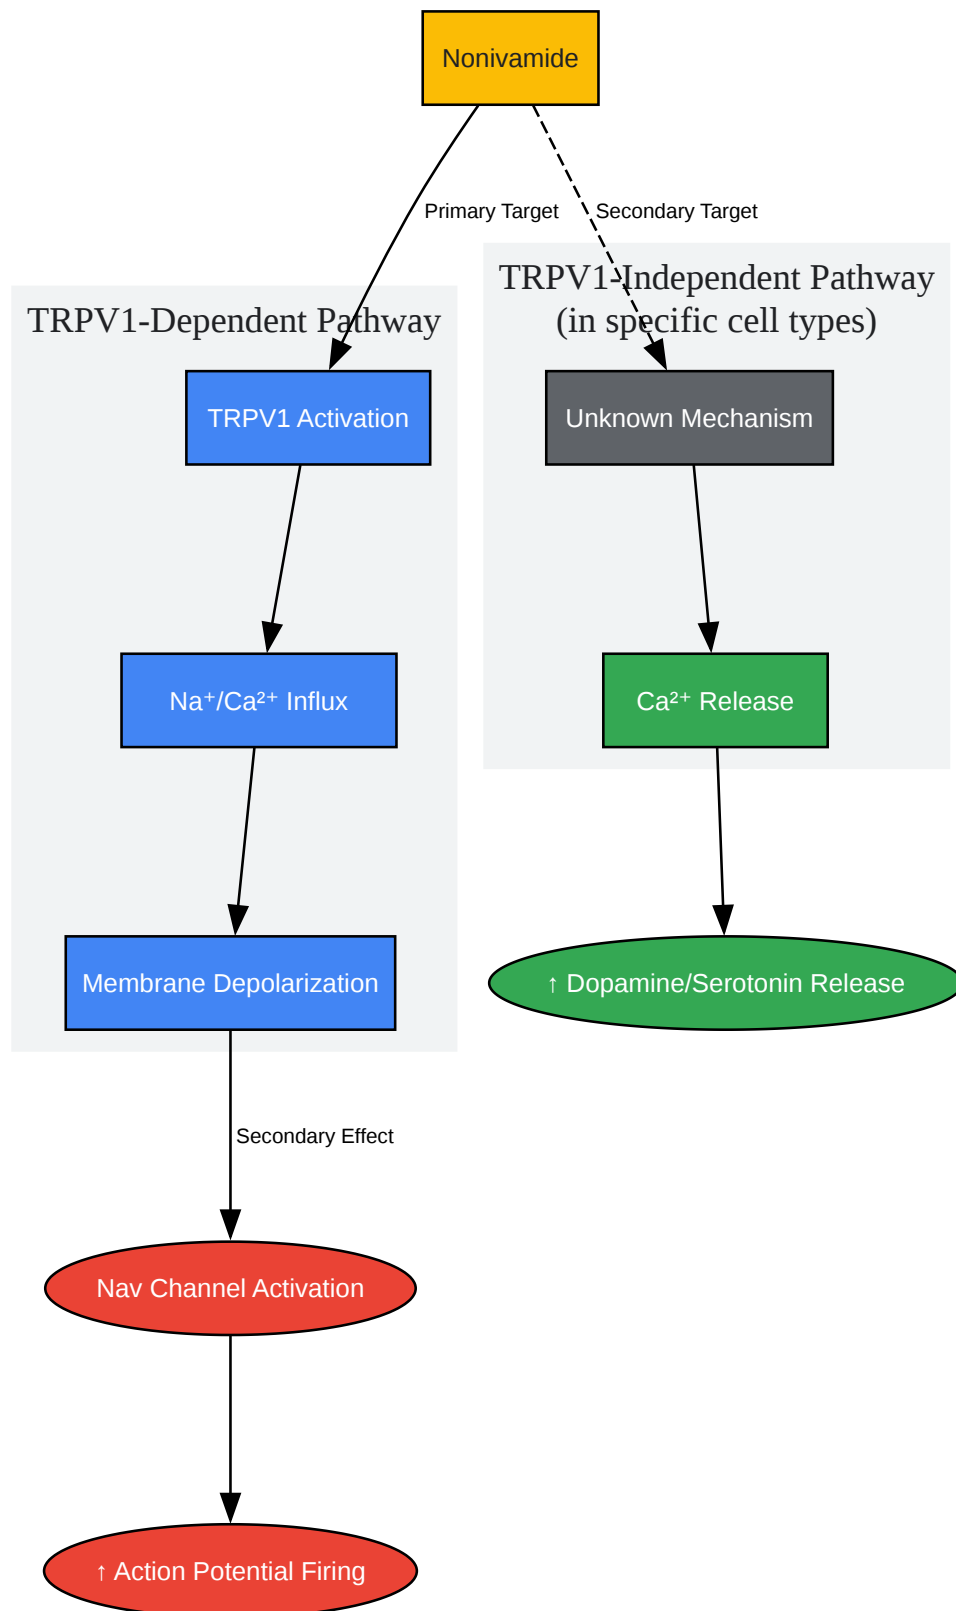 Nonivamide
Primary Target
Secondary Target
TRPV1-Dependent Pathway
TRPV1-Independent Pathway
(in specific cell types)
TRPV1 Activation
Unknown Mechanism
Na⁺/Ca²⁺ Influx
Ca²⁺ Release
Membrane Depolarization
↑ Dopamine/Serotonin Release
Secondary Effect
Nav Channel Activation
↑ Action Potential Firing